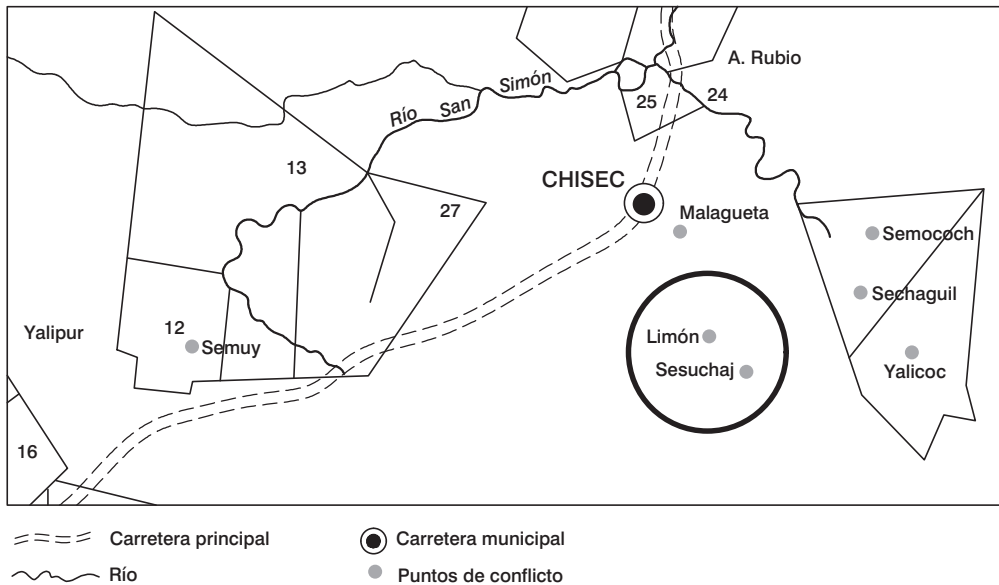 A. Rubio
Simón
San
Río
25
24
13
CHISEC
27
Malagueta
Semococh
Sechaguil
Yalipur
12
Semuy
Limón
Sesuchaj
Yalicoc
16
Carretera principal
Carretera municipal
Río
Puntos de conflicto